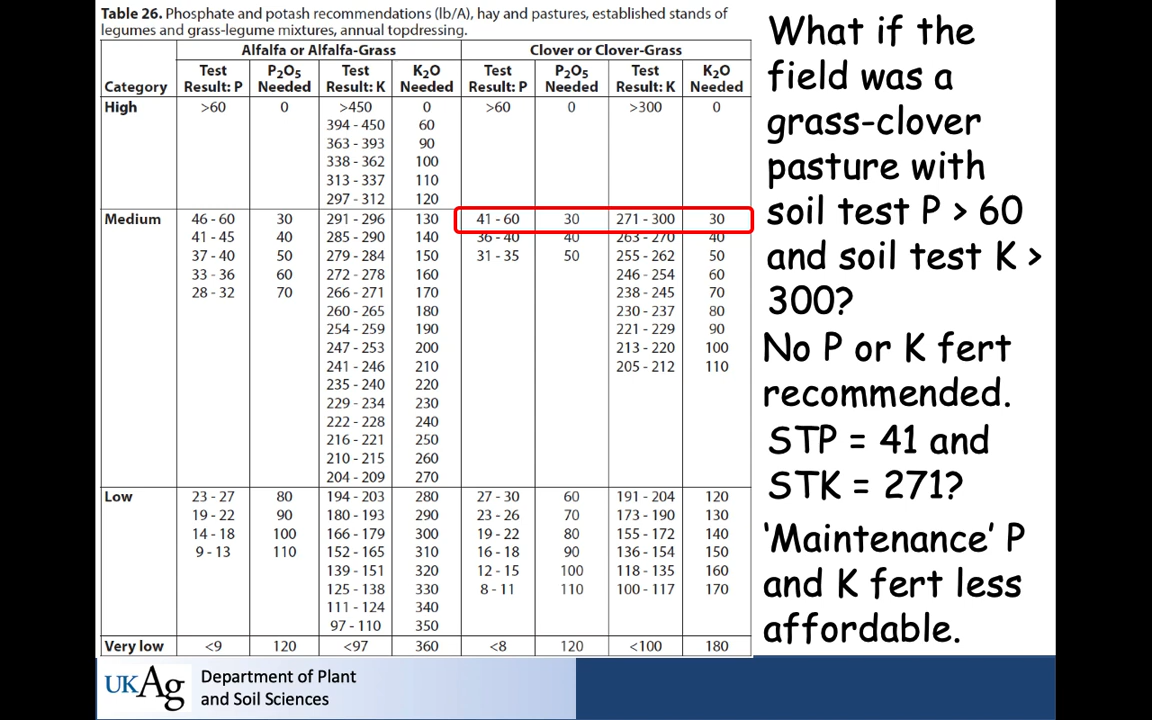 Table 26. Phosphate and potash recommendations (lb/A), hay and pastures, established stands of
legumes and grass-legume mixtures, annual topdressing.
Alfalfa or Alfalfa-Grass Clover or Clover-Grass
Test P2O5 Test K2O Test P2O5 Test K2O
Category Result: P Needed Result: K Needed Result: P Needed Result: K Needed
High >60 0 >450 0 >60 0 >300 0
394 - 450 60
363 - 393 90
338 - 362 100
313 - 337 110
297 - 312 120
Medium 46 - 60 30 291 - 296 130 41 - 60 30 271 - 300 30
41 - 45 40 285 - 290 140 36 - 40 40 263 - 270 40
37 - 40 50 279 - 284 150 31 - 35 50 255 - 262 50
33 - 36 60 272 - 278 160 246 - 254 60
28 - 32 70 266 - 271 170 238 - 245 70
260 - 265 180 230 - 237 80
254 - 259 190 221 - 229 90
247 - 253 200 213 - 220 100
241 - 246 210 205 - 212 110
235 - 240 220
229 - 234 230
222 - 228 240
216 - 221 250
210 - 215 260
204 - 209 270
Low 23 - 27 80 194 - 203 280 27 - 30 60 191 - 204 120
19 - 22 90 180 - 193 290 23 - 26 70 173 - 190 130
14 - 18 100 166 - 179 300 19 - 22 80 155 - 172 140
9 - 13 110 152 - 165 310 16 - 18 90 136 - 154 150
139 - 151 320 12 - 15 100 118 - 135 160
125 - 138 330 8 - 11 110 100 - 117 170
111 - 124 340
97 - 110 350
Very low <9 120 <97 360 <8 120 <100 180
What if the
field was a
grass-clover
pasture with
soil test P > 60
and soil test K >
300?
No P or K fert
recommended.
STP = 41 and
STK = 271?
‘Maintenance’ P
and K fert less
affordable.
UKAg
Department of Plant
and Soil Sciences